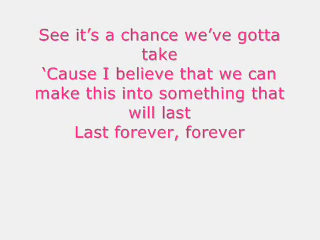 See it’s a chance we’ve gotta
take
‘Cause I believe that we can
make this into something that
will last
Last forever, forever